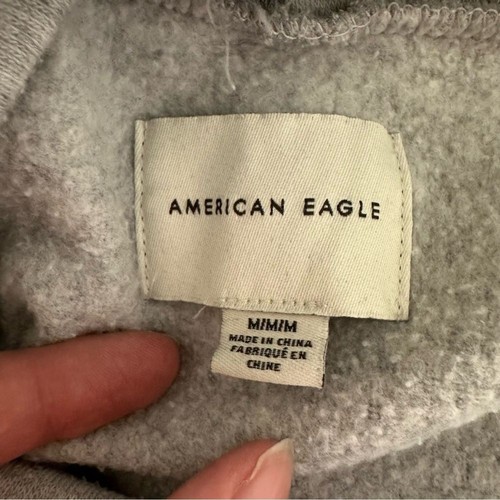 AMERICAN EAGLE
M/M/M
MADE IN CHINA
FABRIQUÉ EN
CHINE